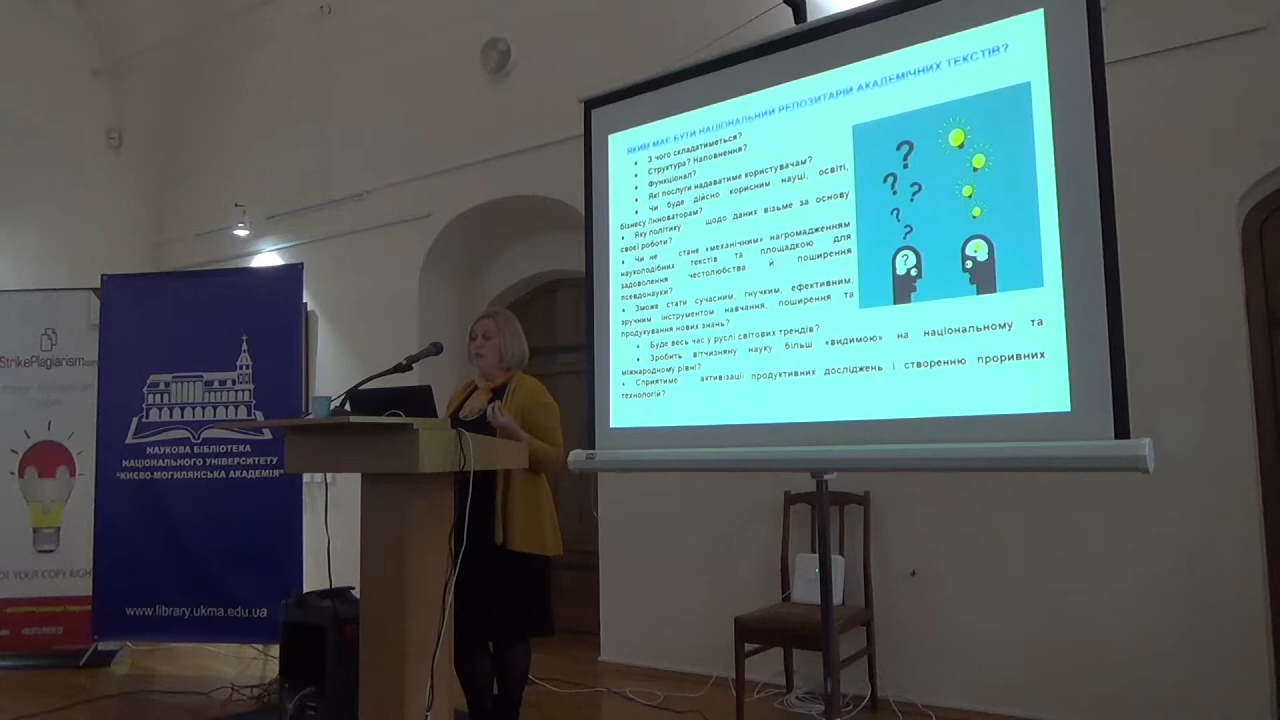 ЯКИМ МАЄ БУТИ НАЦІОНАЛЬНИЙ РЕПОЗИТАРІЙ АКАДЕМІЧНИХ ТЕКСТІВ?
• З чого складатиметься?
• Структура? Наповнення?
• Функціонал?
• Які послуги надаватиме користувачам?
• Чи буде дійсно корисним науці, освіті,
бізнесу /інноваторам?
• Яку політику щодо даних візьме за основу
своєї роботи?
• Чи не стане «механічним» нагромадженням
наукоподібних текстів та площадкою для
задоволення честолюбства й поширення
псевдонауки?
• Зможе стати сучасним, гнучким, ефективним,
зручним інструментом навчання, поширення та
продукування нових знань?
• Буде весь час у руслі світових трендів?
• Зробить вітчизняну науку більш «видимою» на національному та
міжнародному рівні?
• Сприятиме активізації продуктивних досліджень і створенню проривних
технологій?
StrikePlagiarism.com
YOUR COPY RIGH
НАУКОВА БІБЛІОТЕКА
НАЦІОНАЛЬНОГО УНІВЕРСИТЕТУ
"КИЄВО-МОГИЛЯНСЬКА АКАДЕМІЯ"
www.library.ukma.edu.ua